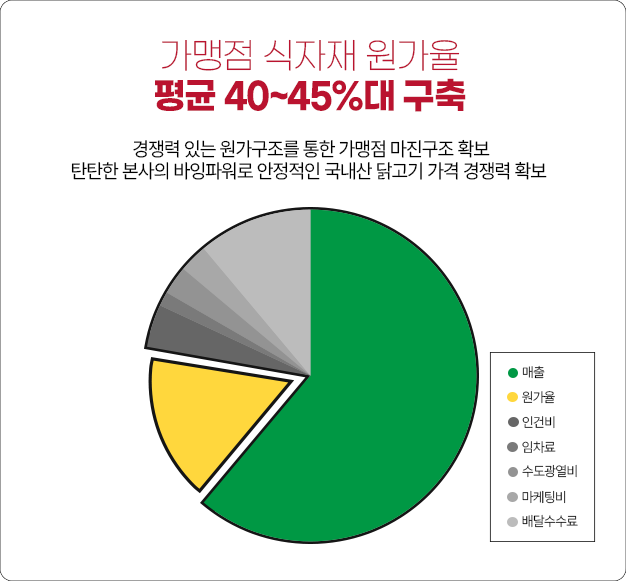 가맹점 식자재 원가율
평균 40~45%대 구축
경쟁력 있는 원가구조를 통한 가맹점 마진구조 확보
탄탄한 본사의 바잉파워로 안정적인 국내산 닭고기 가격 경쟁력 확보
매출
원가율
인건비
임차료
수도광열비
마케팅비
배달수수료